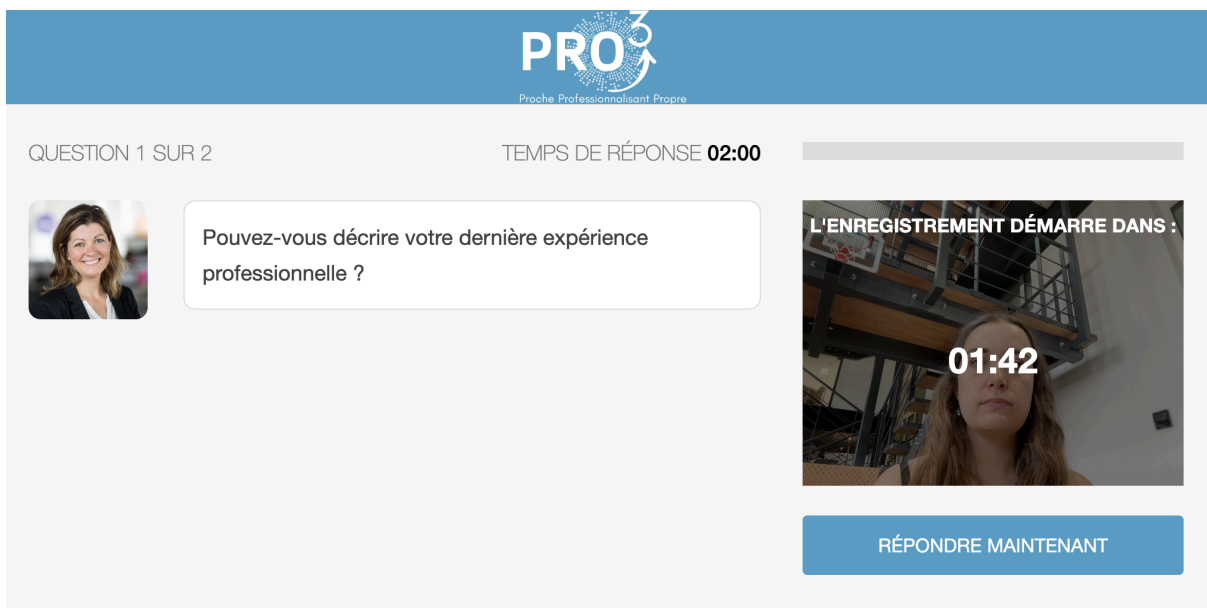 PRO3
Proche Professionnalisant Propre
QUESTION 1 SUR 2
TEMPS DE RÉPONSE 02:00
Pouvez-vous décrire votre dernière expérience
professionnelle ?
L'ENREGISTREMENT DÉMARRE DANS :
01:42
RÉPONDRE MAINTENANT